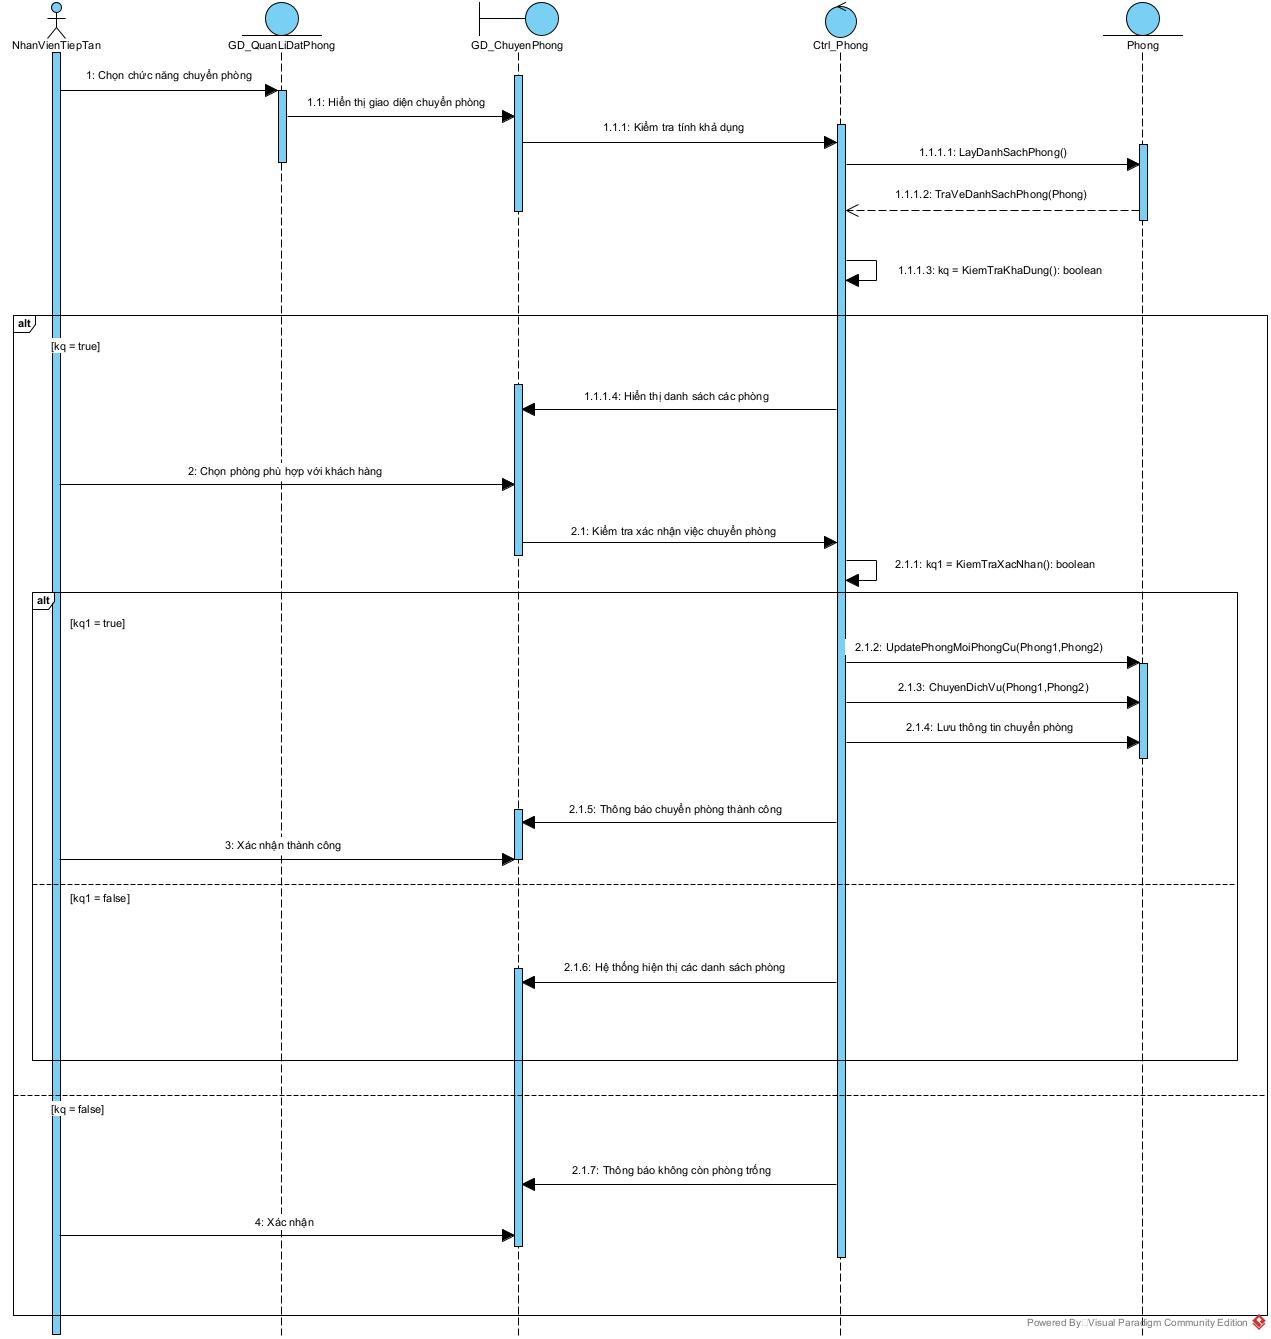 NhanVienTiepTan
GD_QuanLiDatPhong
GD_ChuyenPhong
Ctrl_Phong
Phong
1: Chọn chức năng chuyển phòng
1.1: Hiển thị giao diện chuyển phòng
1.1.1: Kiểm tra tính khả dụng
1.1.1.1: LayDanhSachPhong()
1.1.1.2: TraVeDanhSachPhong(Phong)
1.1.1.3: kq = KiemTraKhaDung(): boolean
alt
[kq = true]
1.1.1.4: Hiển thị danh sách các phòng
2: Chọn phòng phù hợp với khách hàng
2.1: Kiểm tra xác nhận việc chuyển phòng
2.1.1: kq1 = KiemTraXacNhan(): boolean
alt
[kq1 = true]
2.1.2: UpdatePhongMoiPhongCu(Phong1,Phong2)
2.1.3: ChuyenDichVu(Phong1,Phong2)
2.1.4: Lưu thông tin chuyển phòng
2.1.5: Thông báo chuyển phòng thành công
3: Xác nhận thành công
[kq1 = false]
2.1.6: Hệ thống hiện thị các danh sách phòng
[kq = false]
2.1.7: Thông báo không còn phòng trống
4: Xác nhận
Powered By Visual Paradigm Community Edition